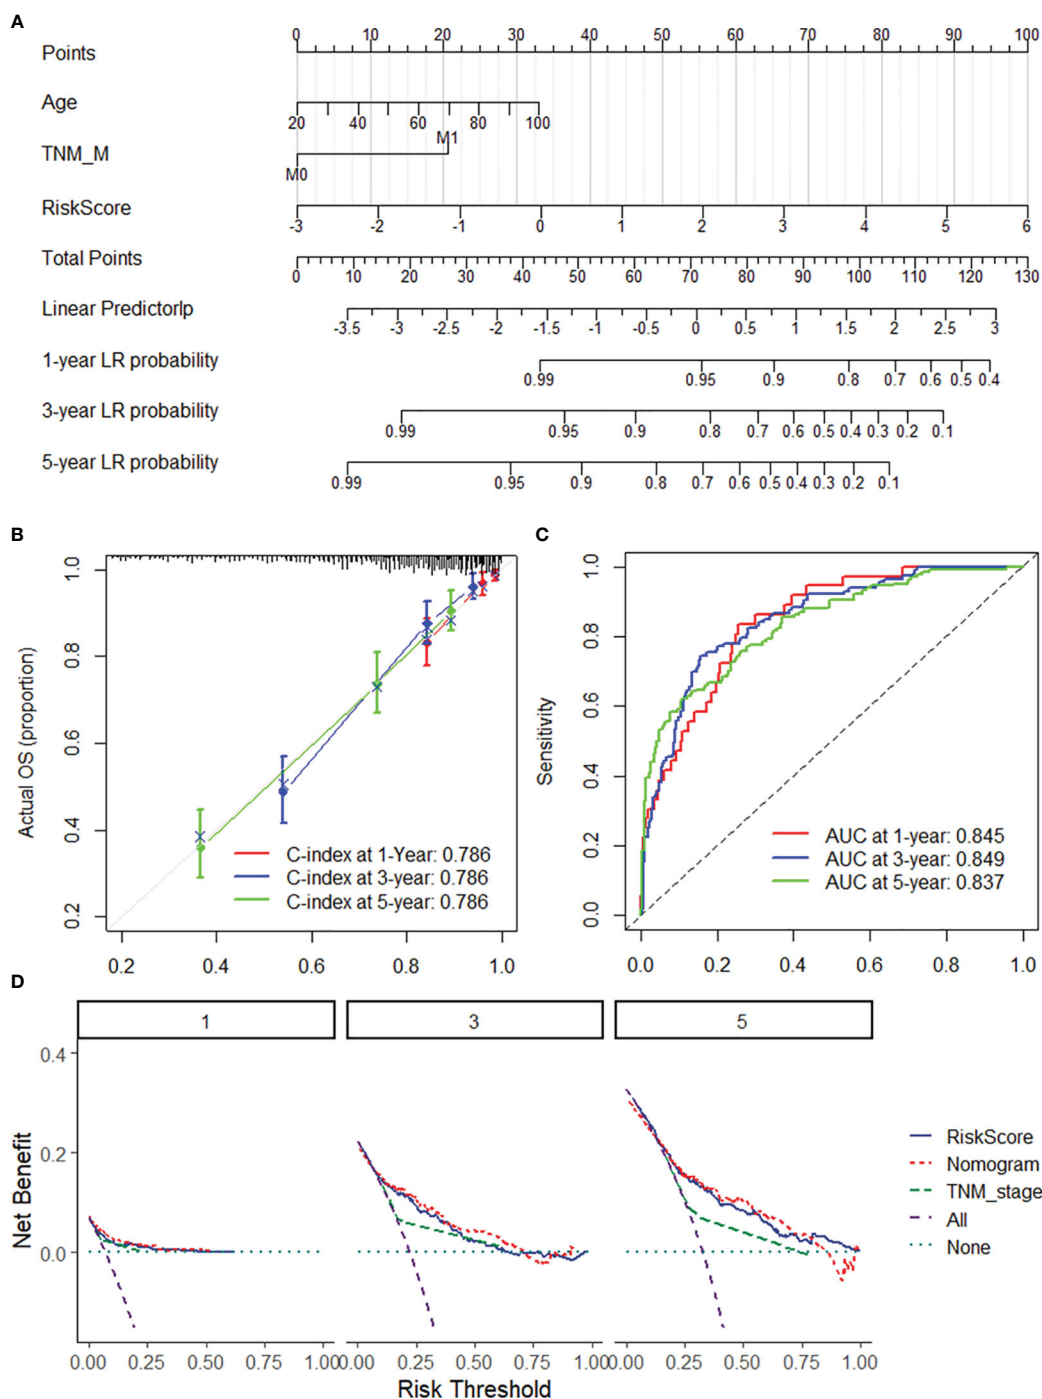 A
Points
0 10 20 30 40 50 60 70 80 90 100
Age
20 40 60 80 100
TNM_M
M1
M0
RiskScore
-3 -2 -1 0 1 2 3 4 5 6
Total Points
0 10 20 30 40 50 60 70 80 90 100 110 120 130
Linear Predictorlp
-3.5 -3 -2.5 -2 -1.5 -1 -0.5 0 0.5 1 1.5 2 2.5 3
1-year LR probability
0.99 0.95 0.9 0.8 0.7 0.6 0.5 0.4
3-year LR probability
0.99 0.95 0.9 0.8 0.7 0.6 0.5 0.4 0.3 0.2 0.1
5-year LR probability
0.99 0.95 0.9 0.8 0.7 0.6 0.5 0.4 0.3 0.2 0.1
B
Actual OS (proportion)
1.0
0.8
0.6
0.4
0.2
C-index at 1-Year: 0.786
C-index at 3-year: 0.786
C-index at 5-year: 0.786
0.2 0.4 0.6 0.8 1.0
C
Sensitivity
1.0
0.8
0.6
0.4
0.2
0.0
AUC at 1-year: 0.845
AUC at 3-year: 0.849
AUC at 5-year: 0.837
0.0 0.2 0.4 0.6 0.8 1.0
D
1 3 5
Net Benefit
0.4
0.2
0.0
0.00 0.25 0.50 0.75 1.00
0.00 0.25 0.50 0.75 1.00
0.00 0.25 0.50 0.75 1.00
Risk Threshold
RiskScore
Nomogram
TNM_stage
All
None